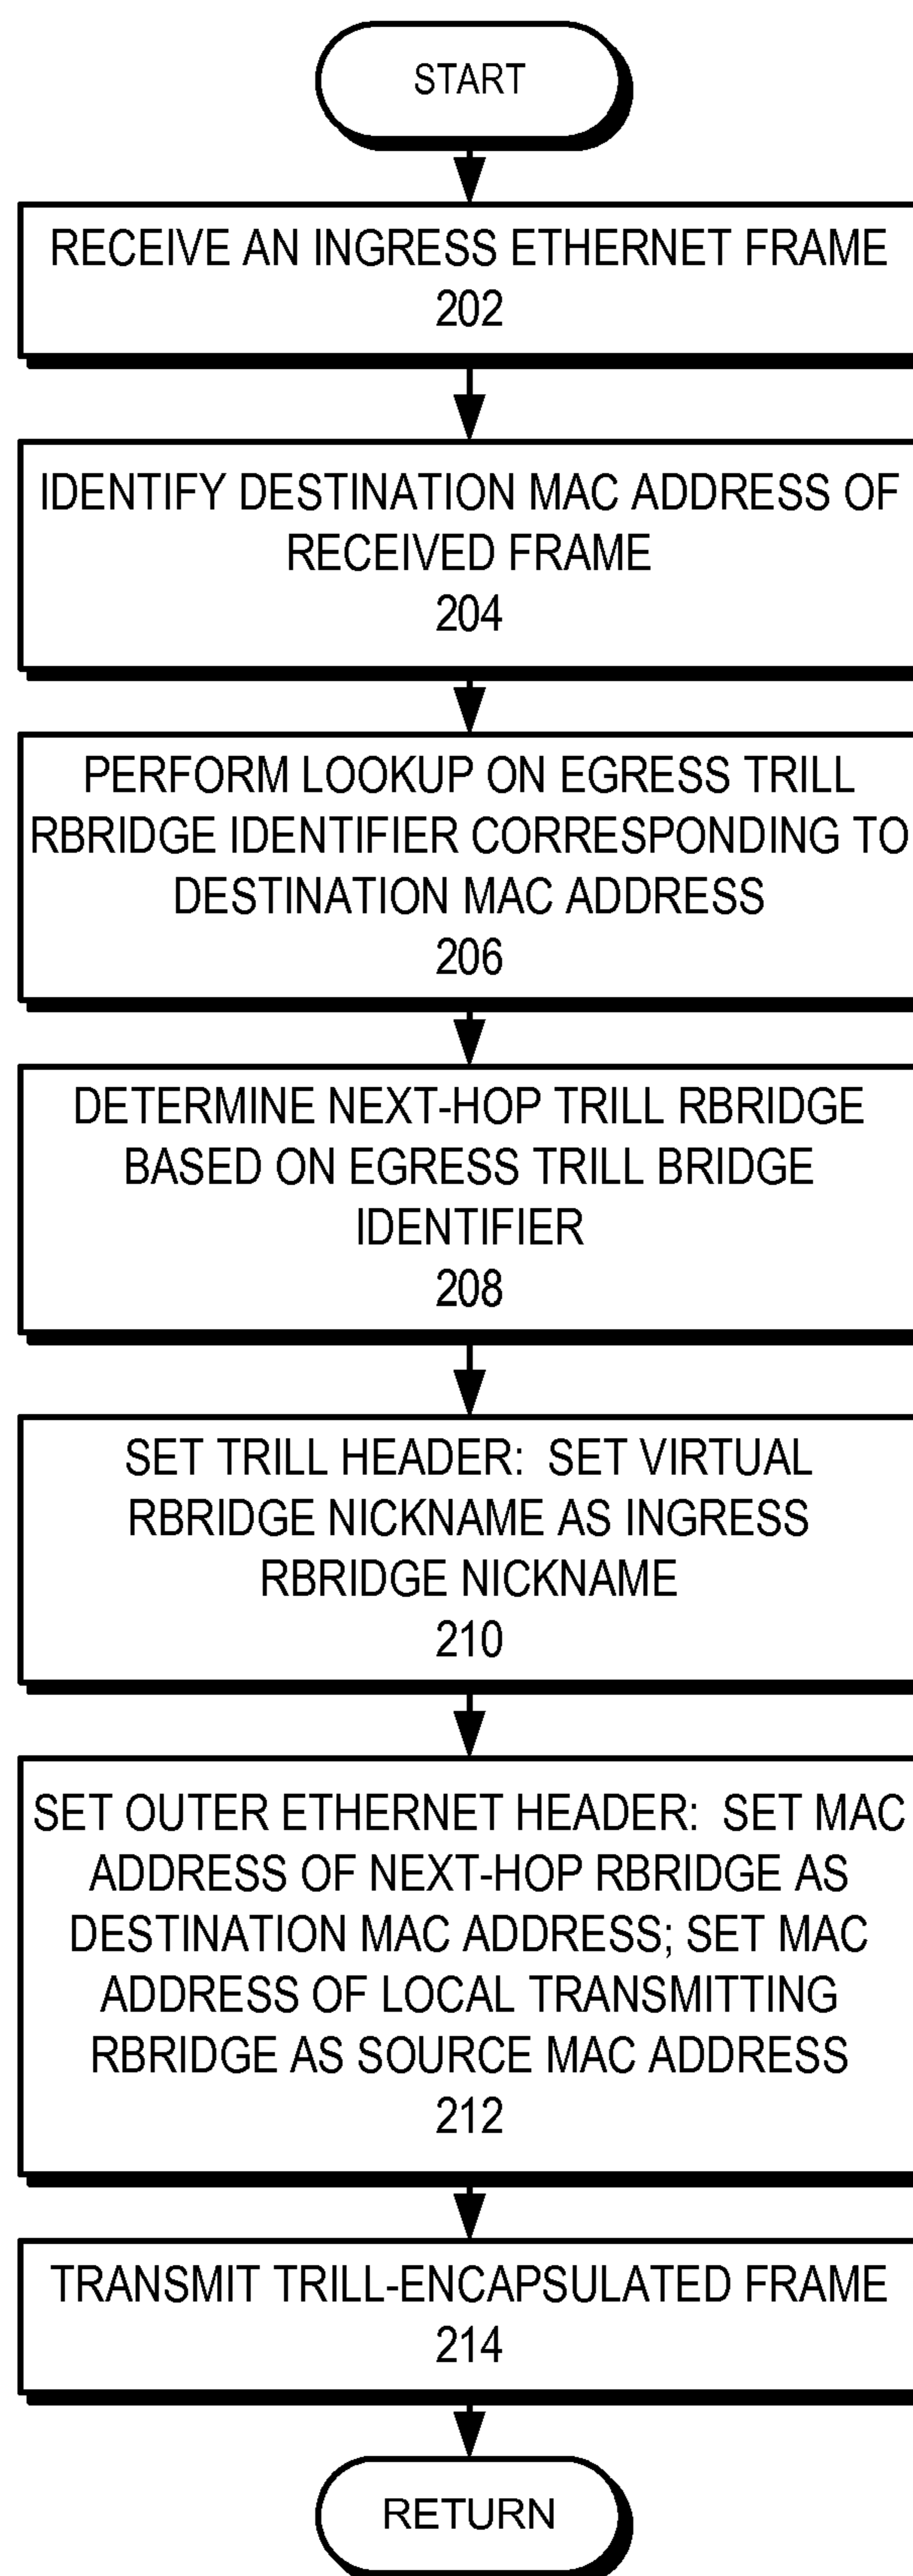 START
RECEIVE AN INGRESS ETHERNET FRAME
202
IDENTIFY DESTINATION MAC ADDRESS OF
RECEIVED FRAME
204
PERFORM LOOKUP ON EGRESS TRILL
RBRIDGE IDENTIFIER CORRESPONDING TO
DESTINATION MAC ADDRESS
206
DETERMINE NEXT-HOP TRILL RBRIDGE
BASED ON EGRESS TRILL BRIDGE
IDENTIFIER
208
SET TRILL HEADER: SET VIRTUAL
RBRIDGE NICKNAME AS INGRESS
RBRIDGE NICKNAME
210
SET OUTER ETHERNET HEADER: SET MAC
ADDRESS OF NEXT-HOP RBRIDGE AS
DESTINATION MAC ADDRESS; SET MAC
ADDRESS OF LOCAL TRANSMITTING
RBRIDGE AS SOURCE MAC ADDRESS
212
TRANSMIT TRILL-ENCAPSULATED FRAME
214
RETURN